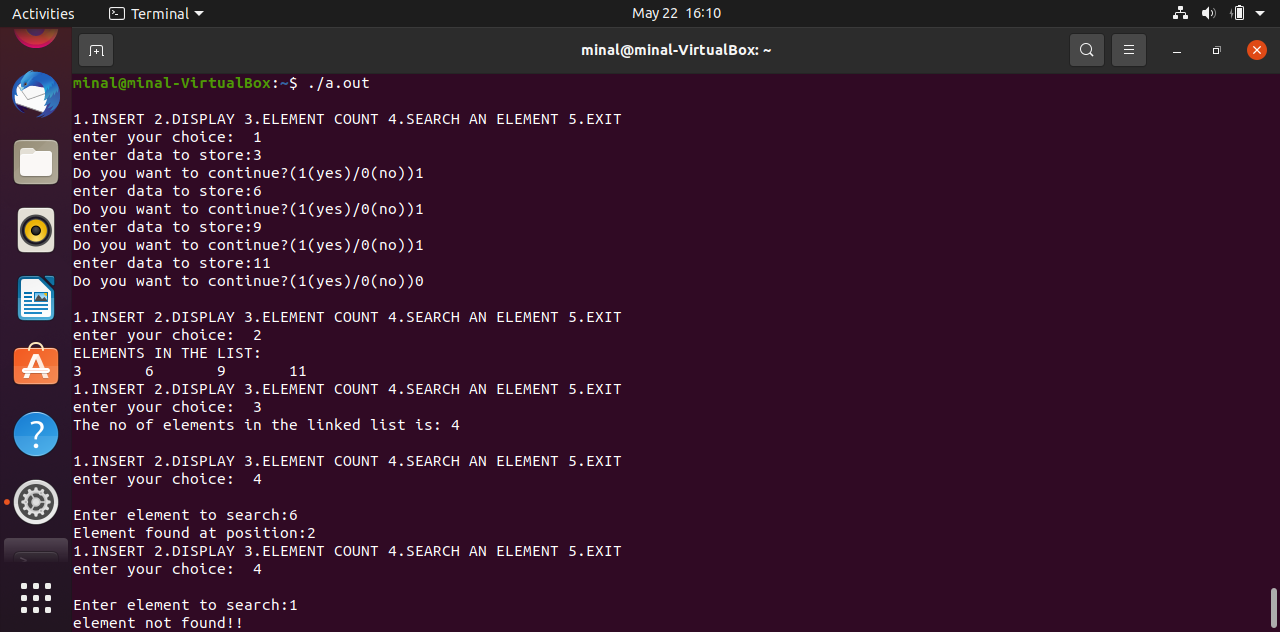 Activities Terminal May 22 16:10
minal@minal-VirtualBox: ~
minal@minal-VirtualBox:~$ ./a.out
1.INSERT 2.DISPLAY 3.ELEMENT COUNT 4.SEARCH AN ELEMENT 5.EXIT
enter your choice:  1
enter data to store:3
Do you want to continue?(1(yes)/0(no))1
enter data to store:6
Do you want to continue?(1(yes)/0(no))1
enter data to store:9
Do you want to continue?(1(yes)/0(no))1
enter data to store:11
Do you want to continue?(1(yes)/0(no))0
1.INSERT 2.DISPLAY 3.ELEMENT COUNT 4.SEARCH AN ELEMENT 5.EXIT
enter your choice:  2
ELEMENTS IN THE LIST:
3       6       9       11
1.INSERT 2.DISPLAY 3.ELEMENT COUNT 4.SEARCH AN ELEMENT 5.EXIT
enter your choice:  3
The no of elements in the linked list is: 4
1.INSERT 2.DISPLAY 3.ELEMENT COUNT 4.SEARCH AN ELEMENT 5.EXIT
enter your choice:  4
Enter element to search:6
Element found at position:2
1.INSERT 2.DISPLAY 3.ELEMENT COUNT 4.SEARCH AN ELEMENT 5.EXIT
enter your choice:  4
Enter element to search:1
element not found!!